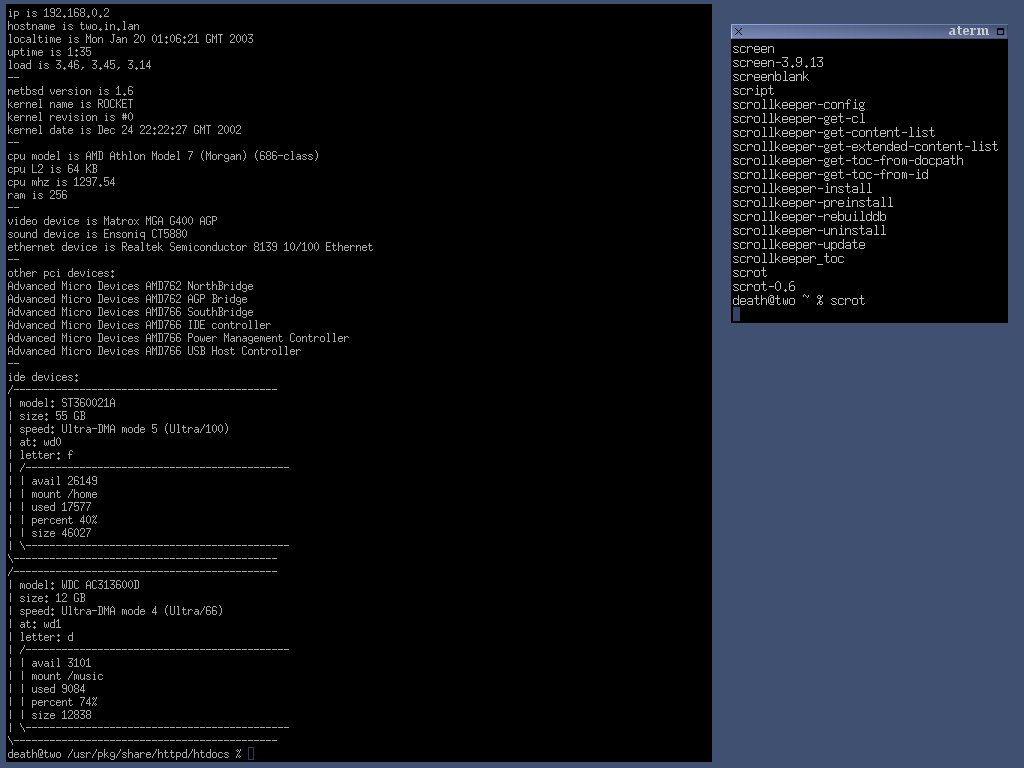 ip is 192.168.0.2
hostname is two.in.lan
localtime is Mon Jan 20 01:06:21 GMT 2003
uptime is 1:35
load is 3.46, 3.45, 3.14
--
netbsd version is 1.6
kernel name is ROCKET
kernel revision is #0
kernel date is Dec 24 22:22:27 GMT 2002
--
cpu model is AMD Athlon Model 7 (Morgan) (686-class)
cpu L2 is 64 KB
cpu mhz is 1297.54
ram is 256
--
video device is Matrox MGA G400 AGP
sound device is Ensoniq CT5880
ethernet device is Realtek Semiconductor 8139 10/100 Ethernet
--
other pci devices:
Advanced Micro Devices AMD762 NorthBridge
Advanced Micro Devices AMD762 AGP Bridge
Advanced Micro Devices AMD766 SouthBridge
Advanced Micro Devices AMD766 IDE controller
Advanced Micro Devices AMD766 Power Management Controller
Advanced Micro Devices AMD766 USB Host Controller
--
ide devices:
/--------------------------------------------
| model: ST360021A
| size: 55 GB
| speed: Ultra-DMA mode 5 (Ultra/100)
| at: wd0
| letter: f
| /--------------------------------------------
| | avail 26149
| | mount /home
| | used 17577
| | percent 40%
| | size 46027
| \--------------------------------------------
\--------------------------------------------
/--------------------------------------------
| model: WDC AC313600D
| size: 12 GB
| speed: Ultra-DMA mode 4 (Ultra/66)
| at: wd1
| letter: d
| /--------------------------------------------
| | avail 3101
| | mount /music
| | used 9084
| | percent 74%
| | size 12838
| \--------------------------------------------
\--------------------------------------------
death@two /usr/pkg/share/httpd/htdocs %
aterm
screen
screen-3.9.13
screenblank
script
scrollkeeper-config
scrollkeeper-get-cl
scrollkeeper-get-content-list
scrollkeeper-get-extended-content-list
scrollkeeper-get-toc-from-docpath
scrollkeeper-get-toc-from-id
scrollkeeper-install
scrollkeeper-preinstall
scrollkeeper-rebuilddb
scrollkeeper-uninstall
scrollkeeper-update
scrollkeeper_toc
scrot
scrot-0.6
death@two ~ % scrot